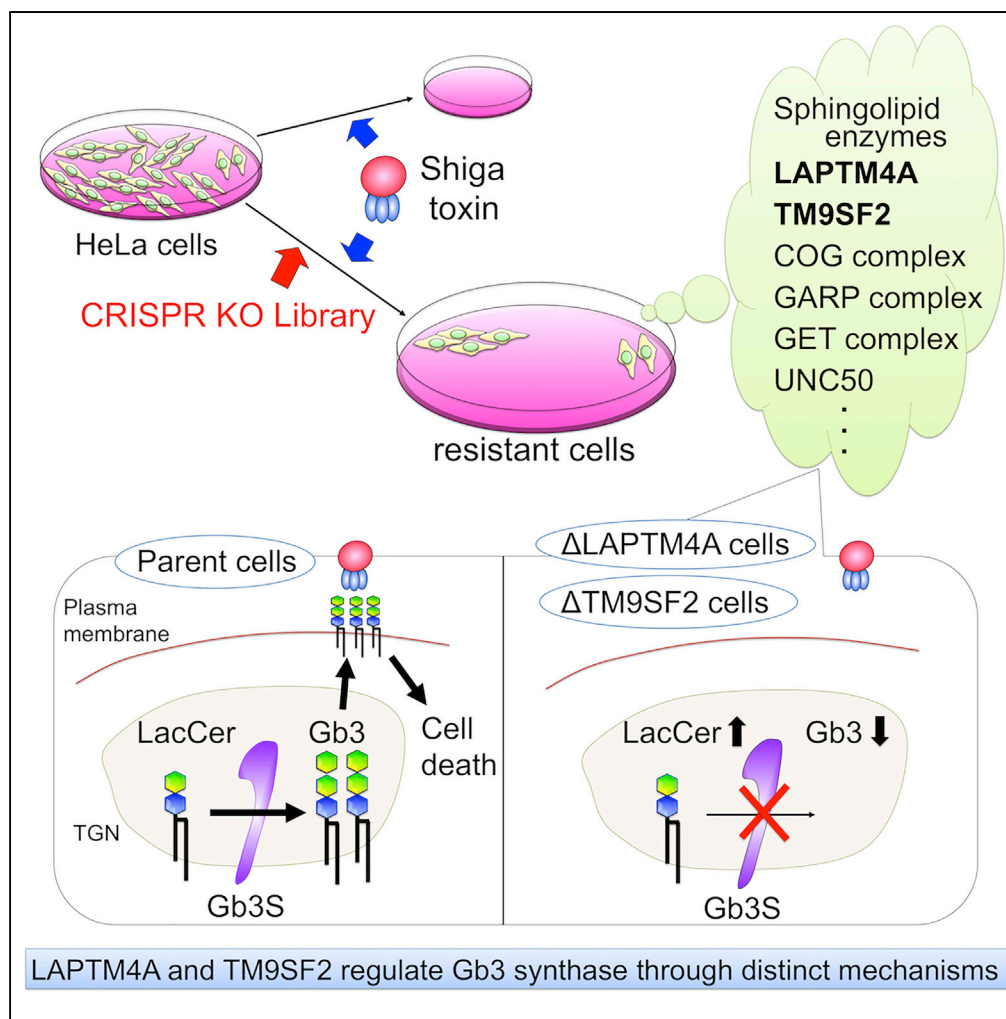 HeLa cells
Shiga
toxin
CRISPR KO Library
resistant cells
Sphingolipid
enzymes
LAPTM4A
TM9SF2
COG complex
GARP complex
GET complex
UNC50
.
.
.
Parent cells
Plasma
membrane
LacCer
Gb3
Cell
death
TGN
Gb3S
ΔLAPTM4A cells
ΔTM9SF2 cells
LacCer
Gb3
Gb3S
LAPTM4A and TM9SF2 regulate Gb3 synthase through distinct mechanisms